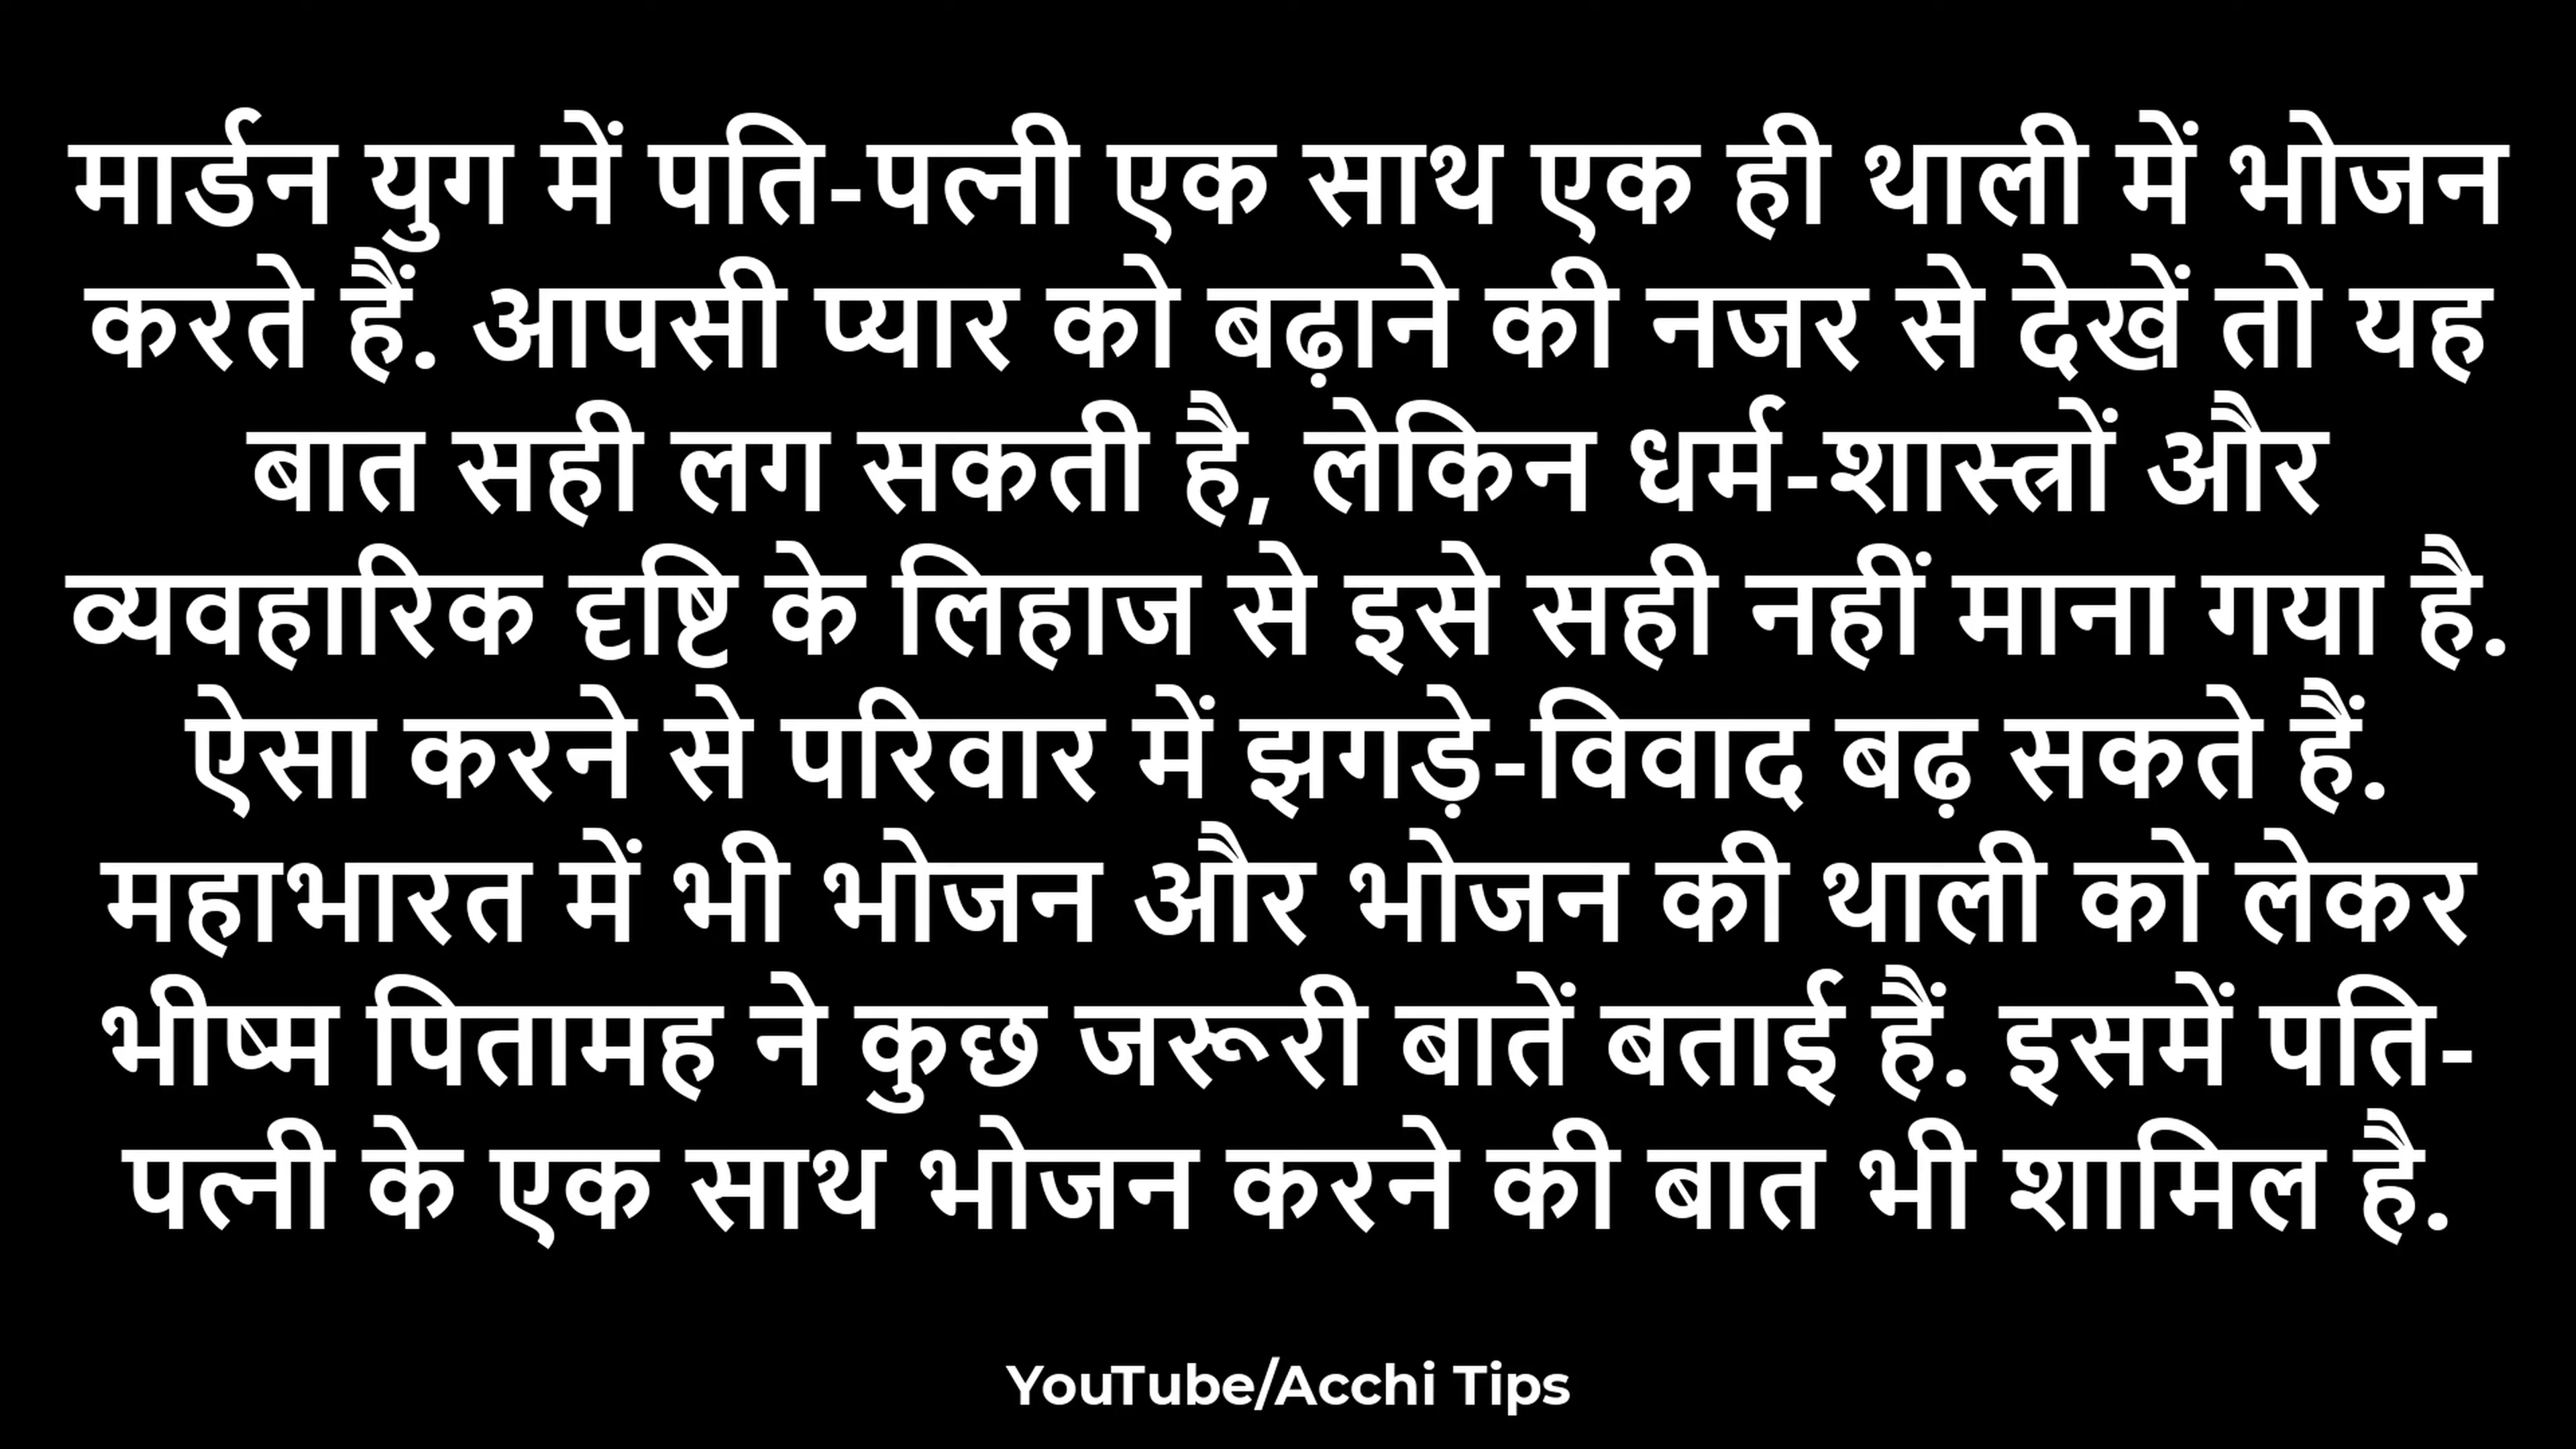 मार्डन युग में पति-पत्नी एक साथ एक ही थाली में भोजन
करते हैं. आपसी प्यार को बढ़ाने की नजर से देखें तो यह
बात सही लग सकती है, लेकिन धर्म-शास्त्रों और
व्यवहारिक दृष्टि के लिहाज से इसे सही नहीं माना गया है.
ऐसा करने से परिवार में झगड़े-विवाद बढ़ सकते हैं.
महाभारत में भी भोजन और भोजन की थाली को लेकर
भीष्म पितामह ने कुछ जरूरी बातें बताई हैं. इसमें पति-
पत्नी के एक साथ भोजन करने की बात भी शामिल है.
YouTube/Acchi Tips